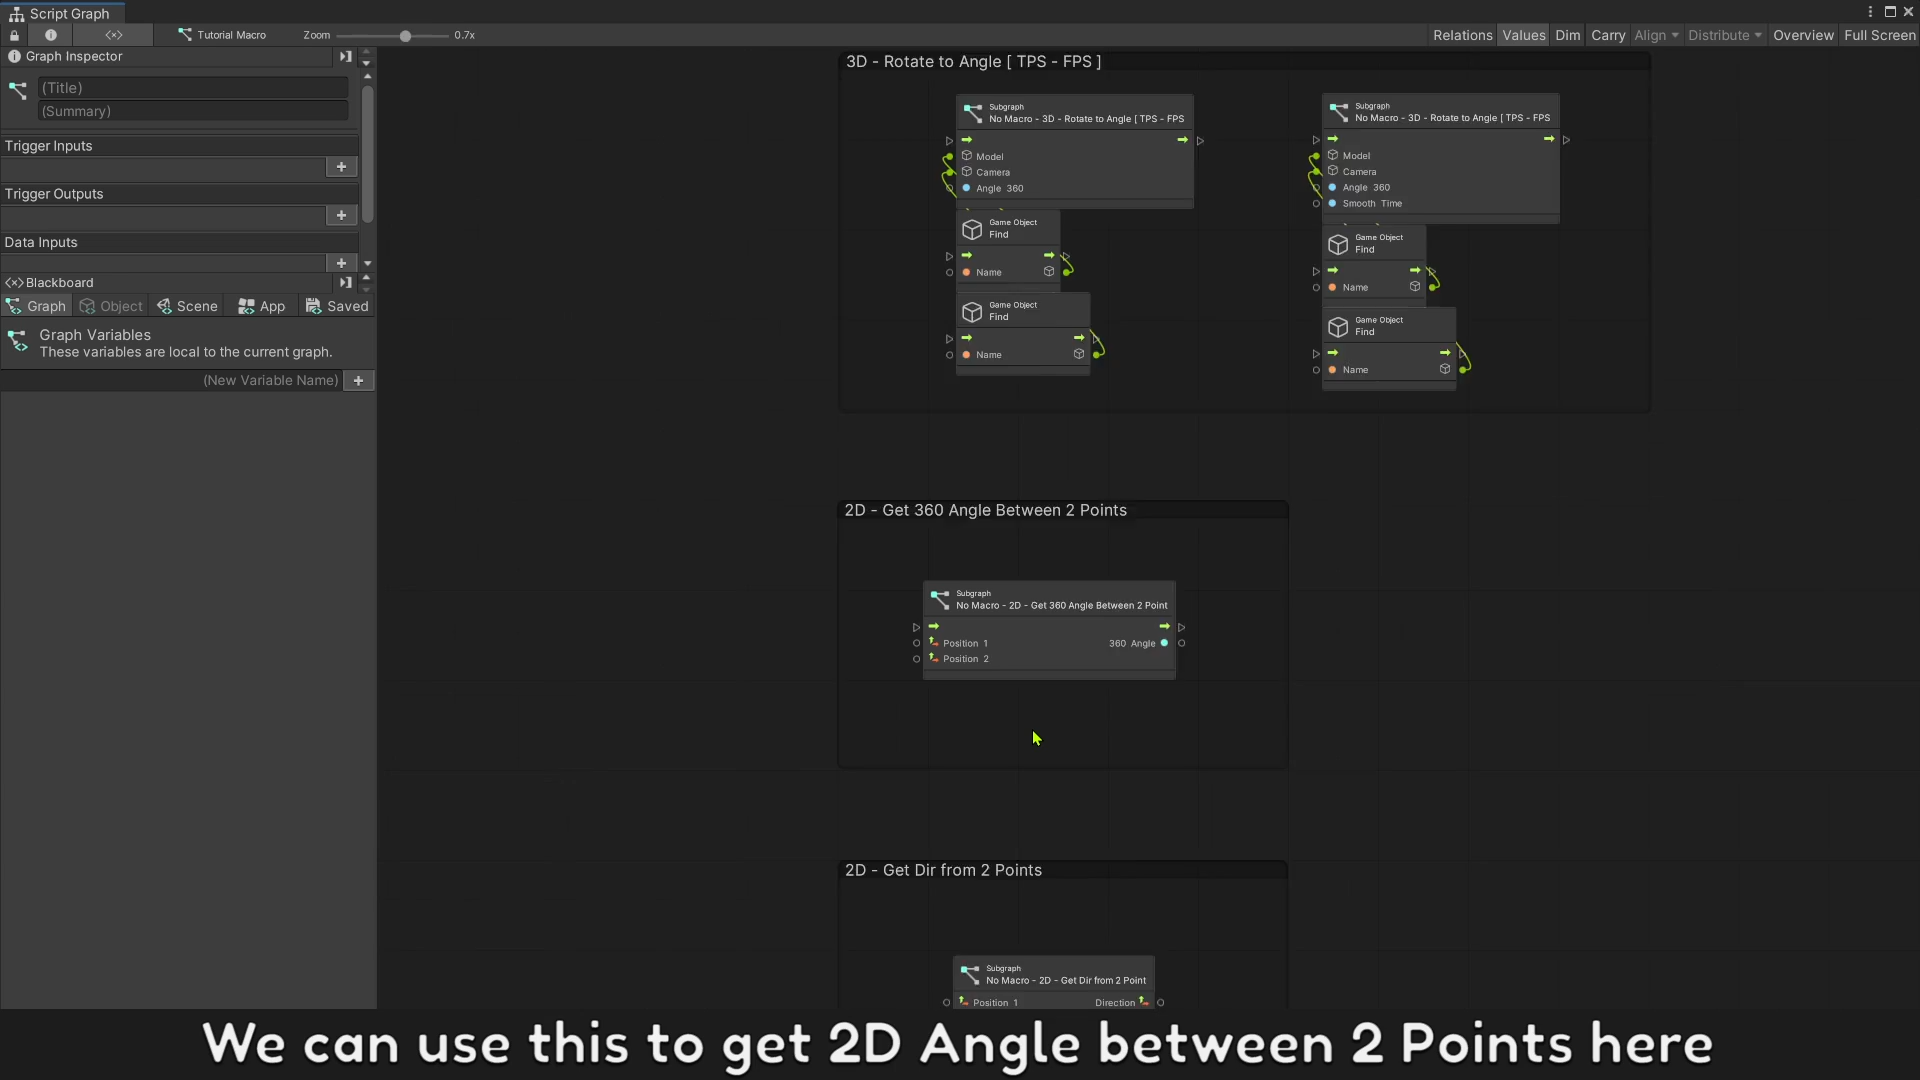 Script Graph
Tutorial Macro Zoom 0.7x Relations Values Dim Carry Align Distribute Overview Full Screen
Graph Inspector
(Title)
(Summary)
Trigger Inputs
Trigger Outputs
Data Inputs
Blackboard
Graph Object Scene App Saved
Graph Variables
These variables are local to the current graph.
(New Variable Name)
3D - Rotate to Angle [ TPS - FPS ]
Subgraph
No Macro - 3D - Rotate to Angle [ TPS - FPS
Model
Camera
Angle 360
Game Object
Find
Name
Game Object
Find
Name
Subgraph
No Macro - 3D - Rotate to Angle [ TPS - FPS
Model
Camera
Angle 360
Smooth Time
Game Object
Find
Name
Game Object
Find
Name
2D - Get 360 Angle Between 2 Points
Subgraph
No Macro - 2D - Get 360 Angle Between 2 Point
Position 1 360 Angle
Position 2
2D - Get Dir from 2 Points
Subgraph
No Macro - 2D - Get Dir from 2 Point
Position 1 Direction
We can use this to get 2D Angle between 2 Points here